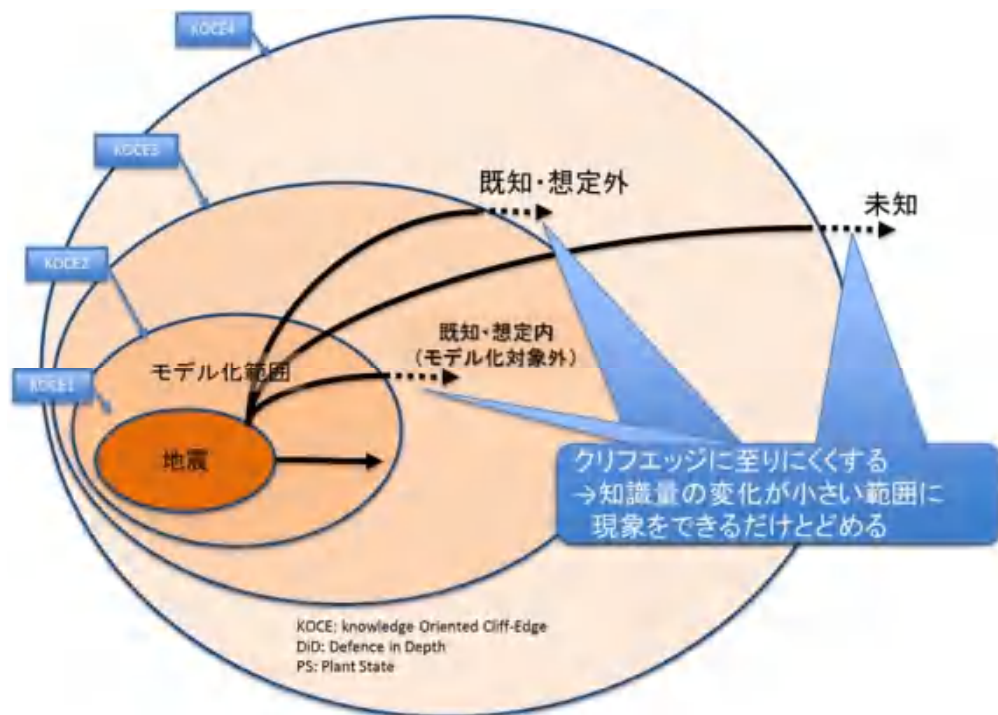 KOCE4
KOCE3
既知・想定外
未知
KOCE2
既知・想定内
（モデル化対象外）
モデル化範囲
KOCE1
地震
クリフエッジに至りにくくする
→知識量の変化が小さい範囲に
現象をできるだけとどめる
KOCE: knowledge Oriented Cliff-Edge
DiD: Defence in Depth
PS: Plant State